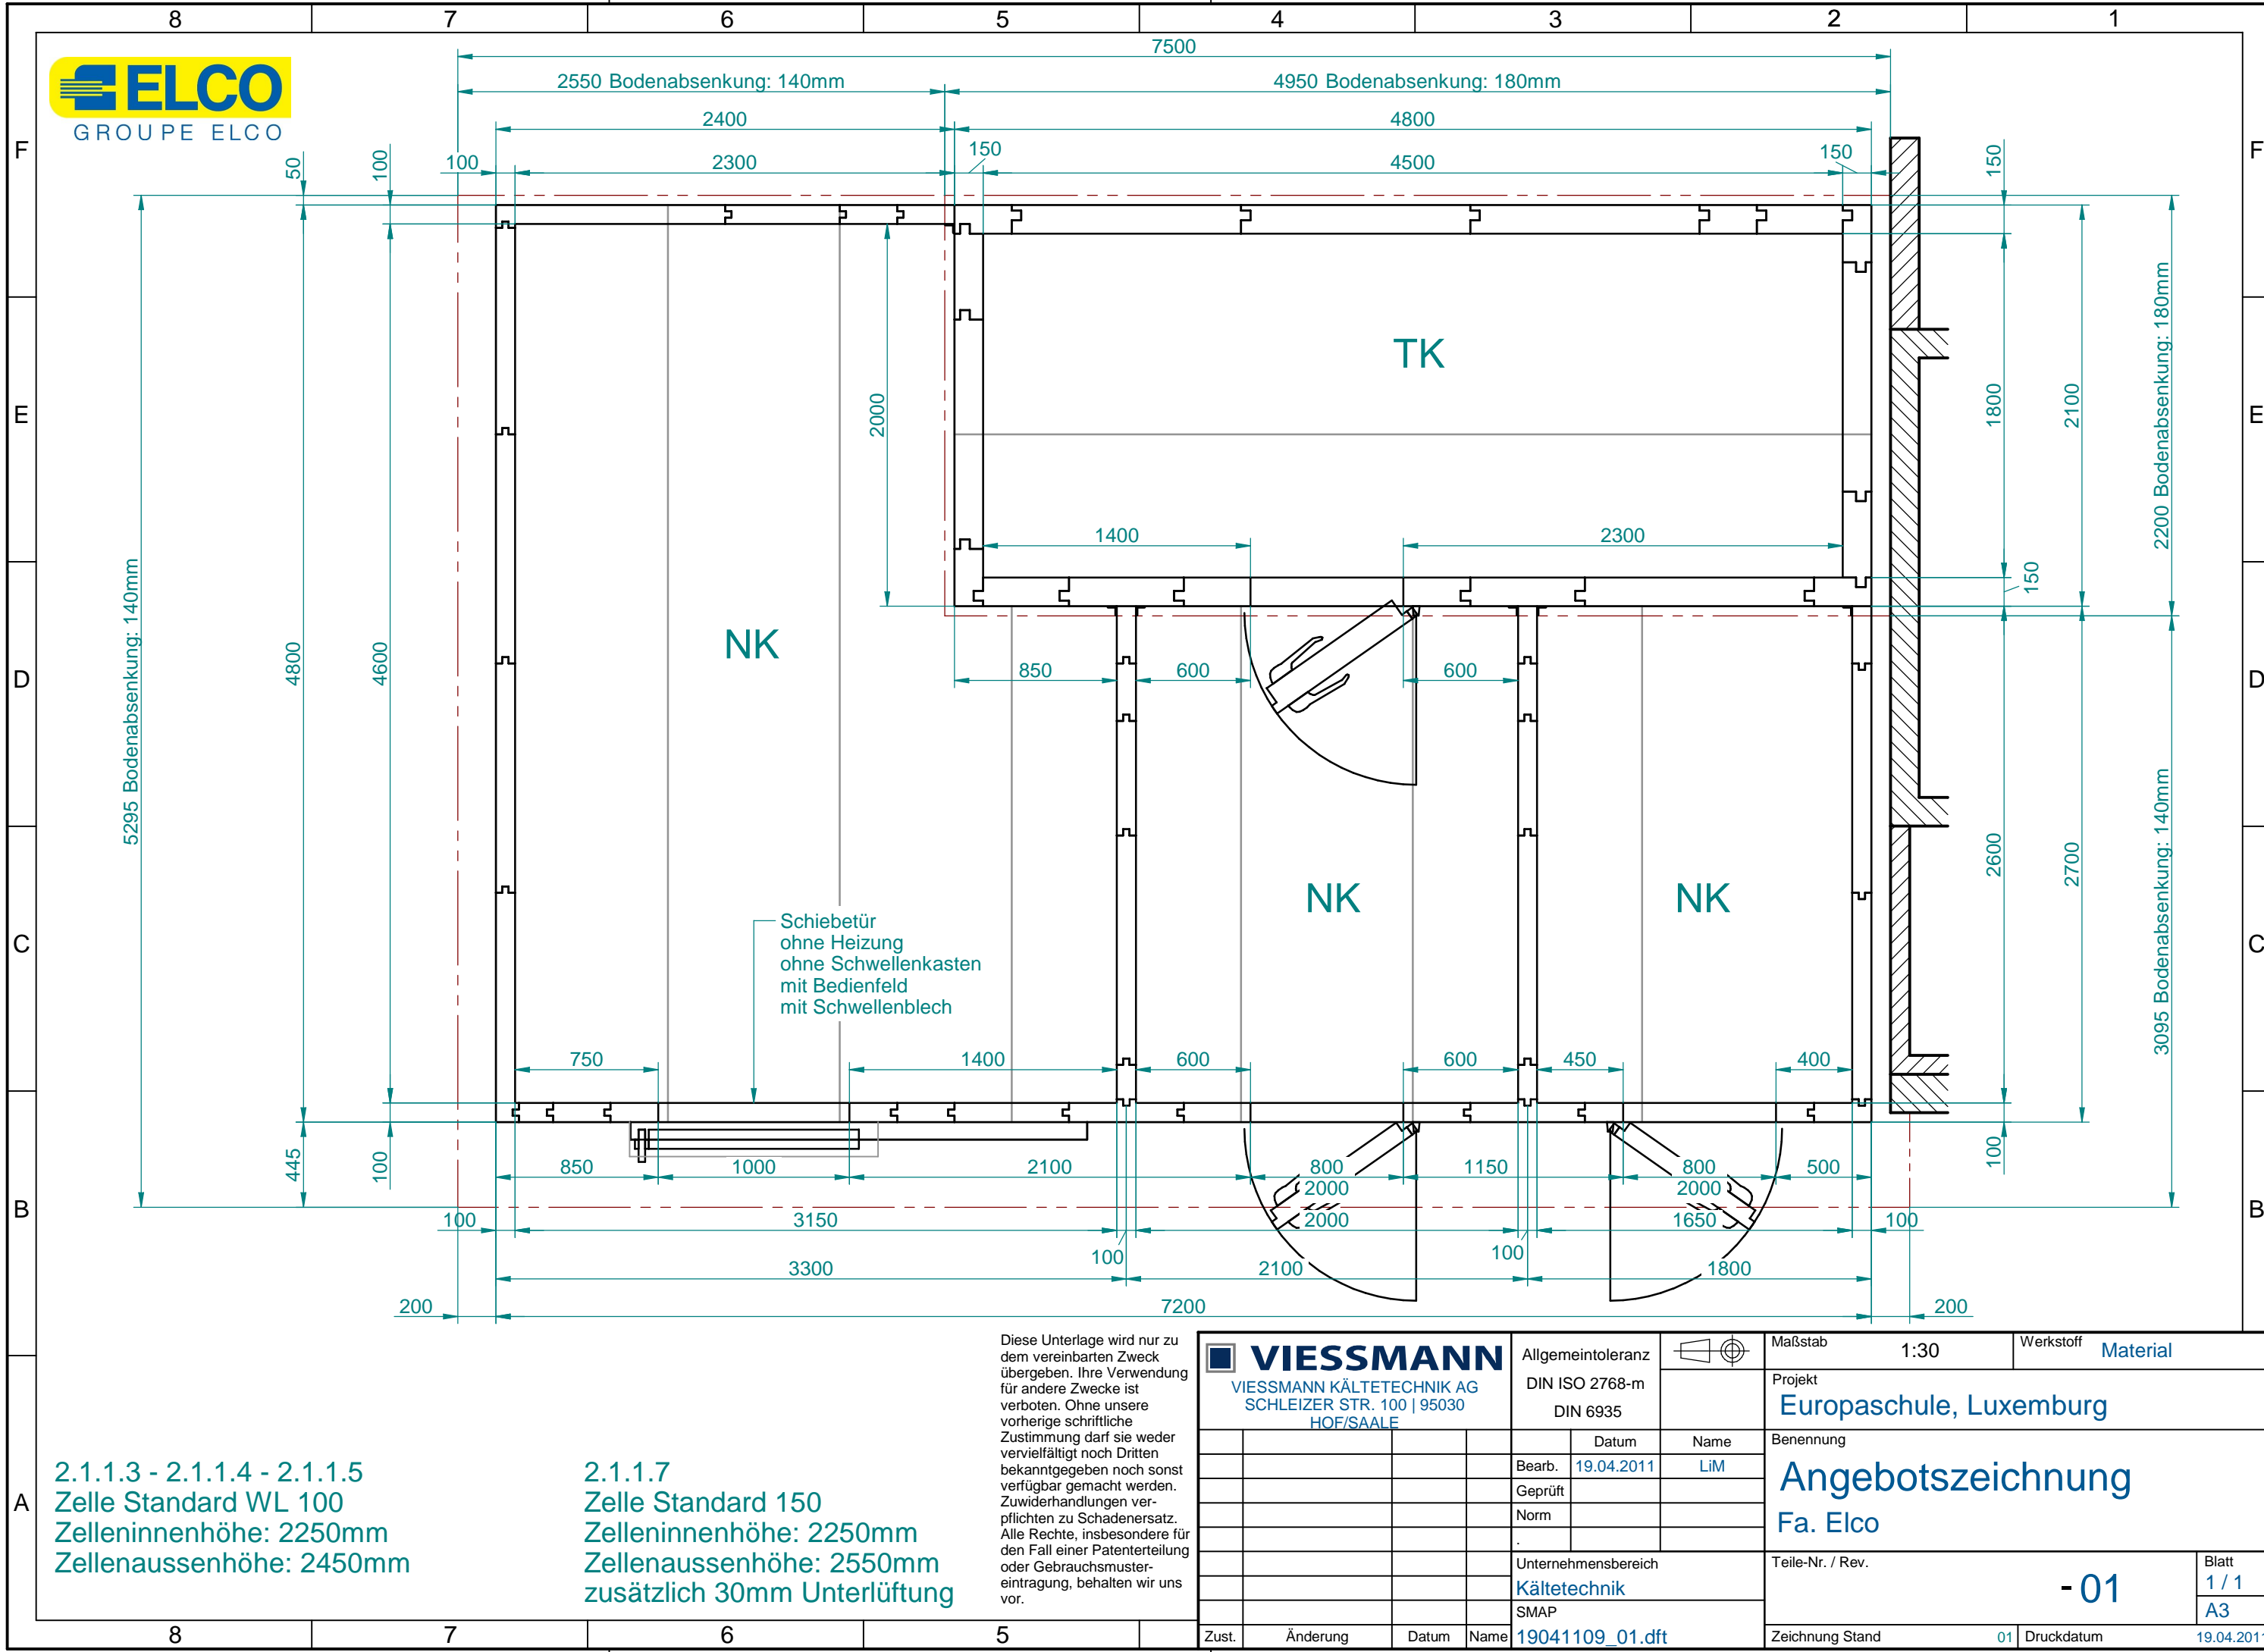 8 7 6 5 4 3 2 1
ELCO
GROUPE ELCO
7500
2550 Bodenabsenkung: 140mm
4950 Bodenabsenkung: 180mm
2400
4800
100
2300
150
4500
150
50
100
150
F
F
E
E
D
D
C
C
B
B
A
5295 Bodenabsenkung: 140mm
4800
4600
2000
TK
1800
2100
2200 Bodenabsenkung: 180mm
1400
2300
150
NK
850
600
600
NK
NK
2600
2700
3095 Bodenabsenkung: 140mm
Schiebetür
ohne Heizung
ohne Schwellenkasten
mit Bedienfeld
mit Schwellenblech
750
1400
600
600
450
400
445
100
850
1000
2100
800
2000
1150
800
2000
500
100
100
3150
100
2000
100
1650
100
3300
2100
1800
200
7200
200
2.1.1.3 - 2.1.1.4 - 2.1.1.5
Zelle Standard WL 100
Zelleninnenhöhe: 2250mm
Zellenaussenhöhe: 2450mm
2.1.1.7
Zelle Standard 150
Zelleninnenhöhe: 2250mm
Zellenaussenhöhe: 2550mm
zusätzlich 30mm Unterlüftung
Diese Unterlage wird nur zu
dem vereinbarten Zweck
übergeben. Ihre Verwendung
für andere Zwecke ist
verboten. Ohne unsere
vorherige schriftliche
Zustimmung darf sie weder
vervielfältigt noch Dritten
bekanntgegeben noch sonst
verfügbar gemacht werden.
Zuwiderhandlungen ver-
pflichten zu Schadenersatz.
Alle Rechte, insbesondere für
den Fall einer Patenterteilung
oder Gebrauchsmuster-
eintragung, behalten wir uns
vor.
VIESSMANN
VIESSMANN KÄLTETECHNIK AG
SCHLEIZER STR. 100 | 95030
HOF/SAALE
Allgemeintoleranz
DIN ISO 2768-m
DIN 6935
Maßstab 1:30
Werkstoff Material
Projekt
Europaschule, Luxemburg
Datum Name
Bearb. 19.04.2011 LiM
Geprüft
Norm
.
Benennung
Angebotszeichnung
Fa. Elco
Unternehmensbereich
Kältetechnik
SMAP
19041109_01.dft
Teile-Nr. / Rev.
-01
Blatt
1 / 1
A3
Zust. Änderung Datum Name
Zeichnung Stand 01
Druckdatum 19.04.201
8 7 6 5